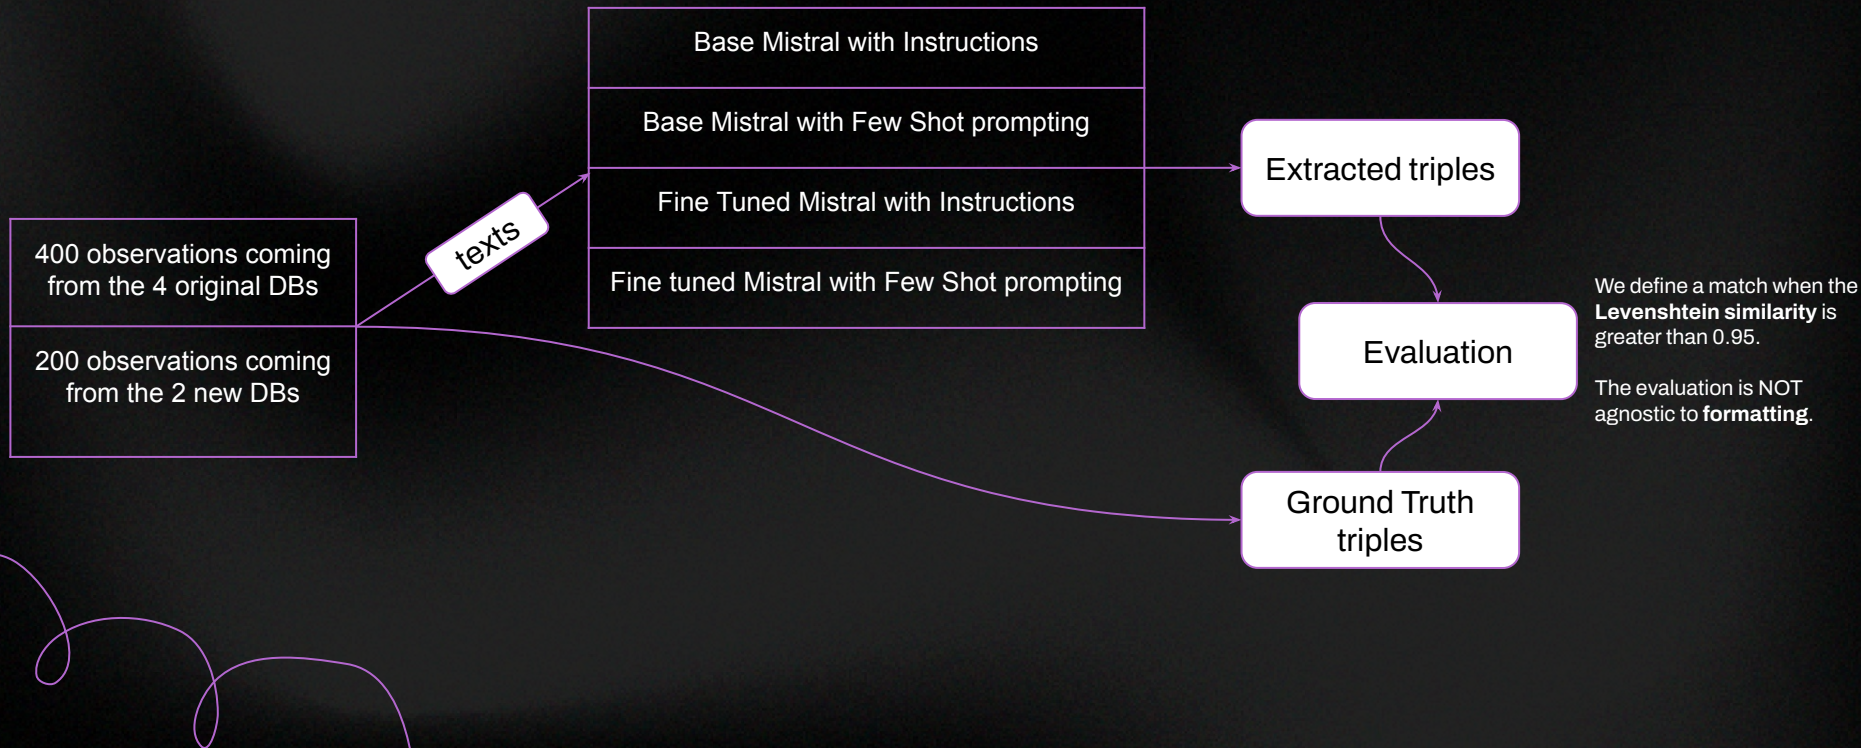 Base Mistral with Instructions
Base Mistral with Few Shot prompting
Fine Tuned Mistral with Instructions
Fine tuned Mistral with Few Shot prompting
texts
400 observations coming
from the 4 original DBs
200 observations coming
from the 2 new DBs
Extracted triples
Evaluation
Ground Truth
triples
We define a match when the
Levenshtein similarity is
greater than 0.95.
The evaluation is NOT
agnostic to formatting.